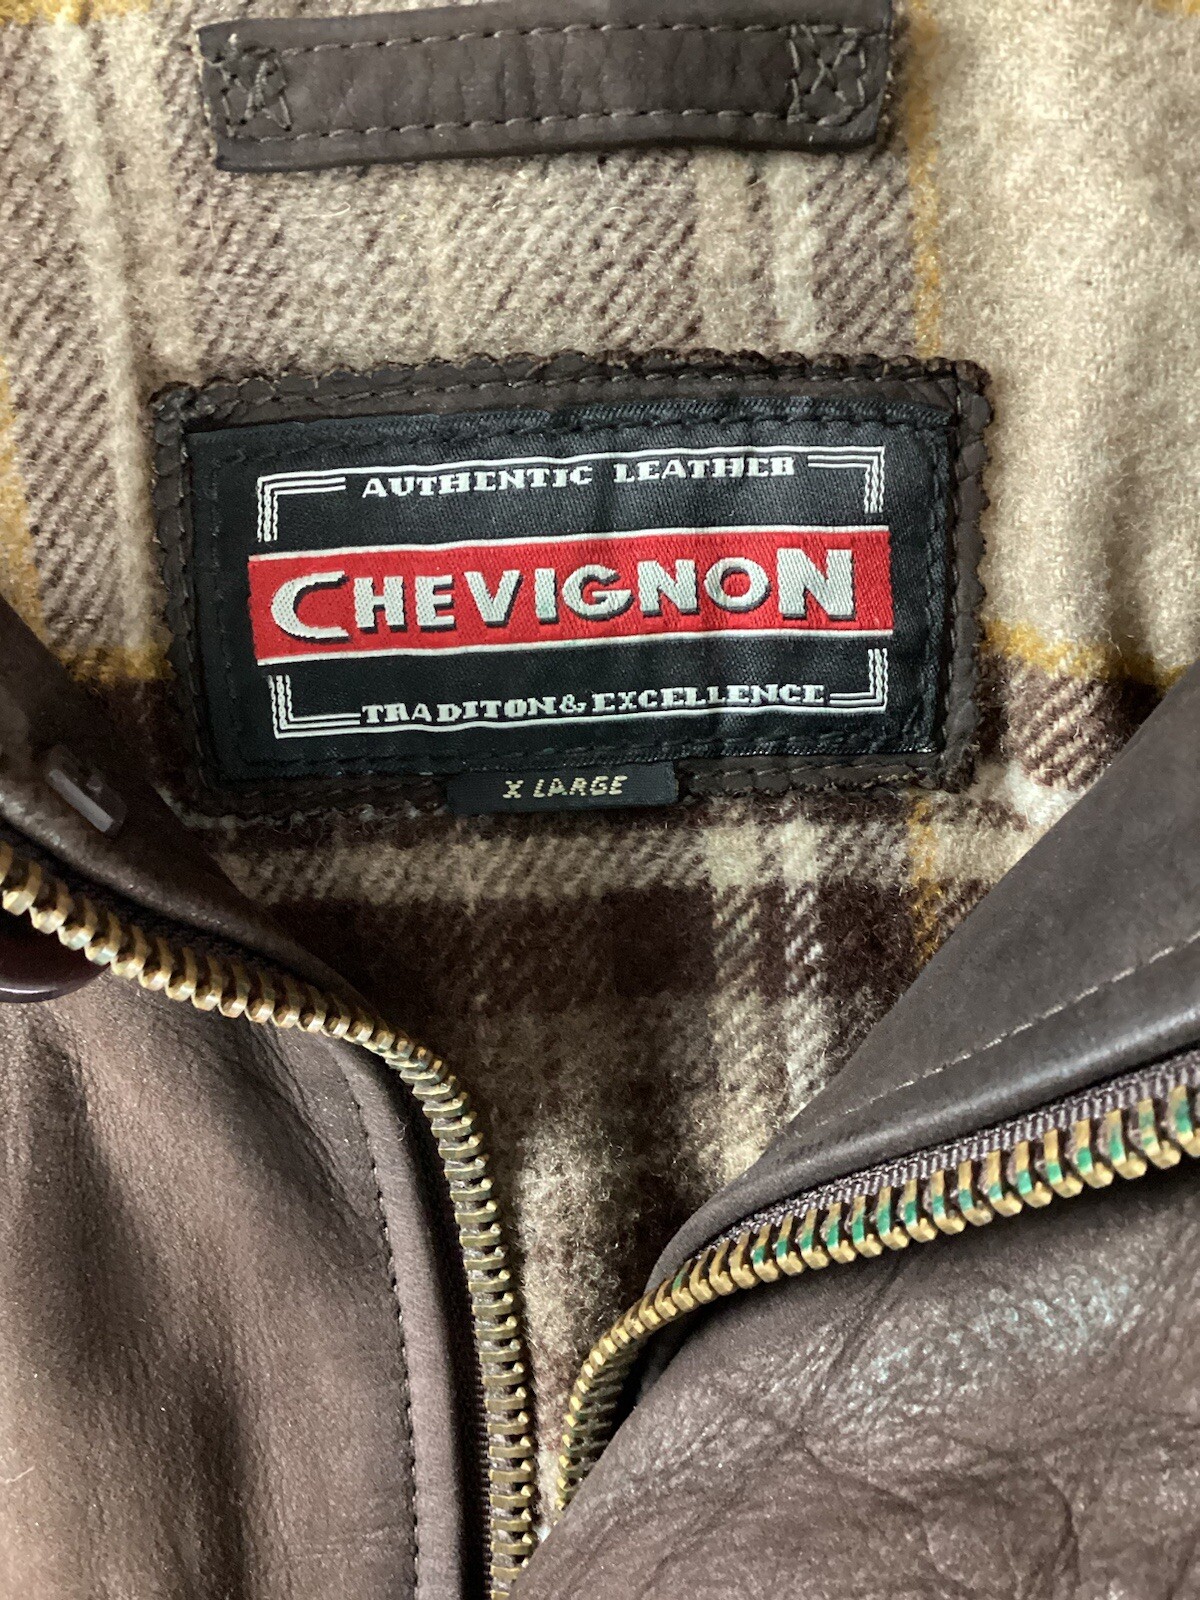 AUTHENTIC LEATHER
CHEVIGNON
TRADITON & EXCELLENCE
X LARGE